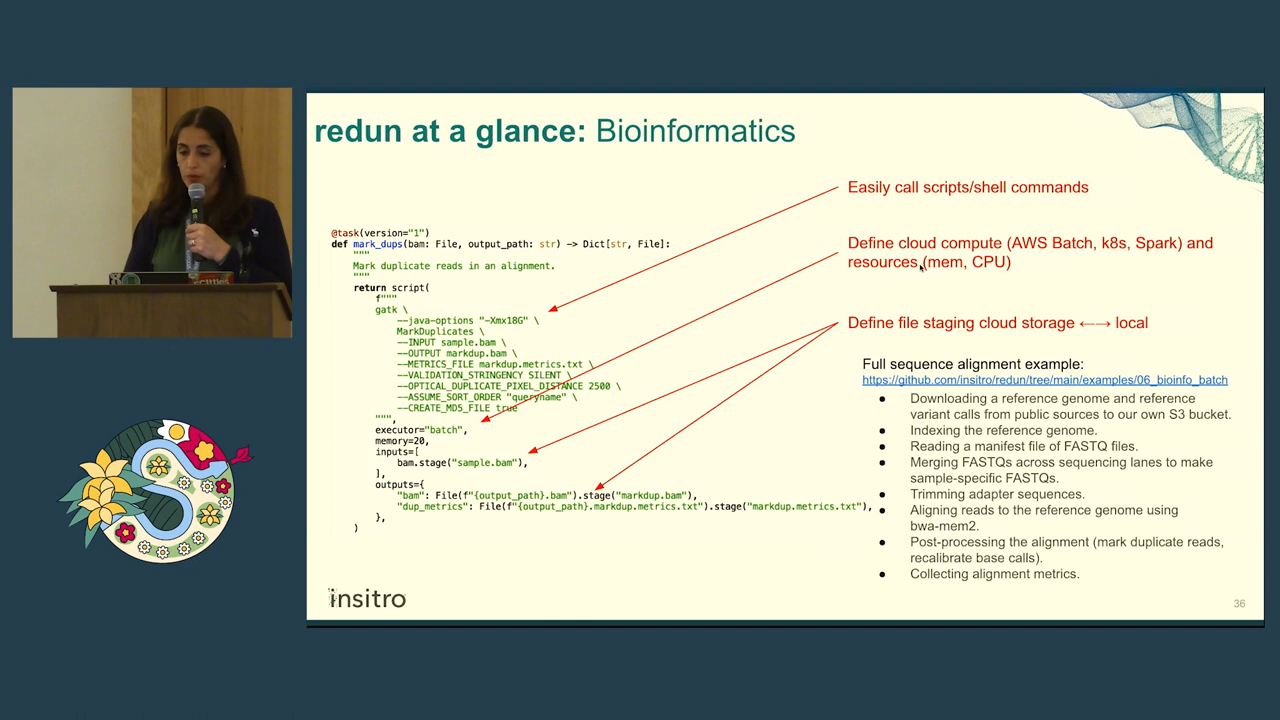 redun at a glance: Bioinformatics
Easily call scripts/shell commands
Define cloud compute (AWS Batch, k8s, Spark) and
resources (mem, CPU)
Define file staging cloud storage ←→ local
@task(version="1")
def mark_dups(bam: File, output_path: str) -> Dict[str, File]:
"""
Mark duplicate reads in an alignment.
"""
return script(
f"""
gatk \
--java-options "-Xmx18G" \
MarkDuplicates \
--INPUT sample.bam \
--OUTPUT markdup.bam \
--METRICS_FILE markdup.metrics.txt \
--VALIDATION_STRINGENCY SILENT \
--OPTICAL_DUPLICATE_PIXEL_DISTANCE 2500 \
--ASSUME_SORT_ORDER "queryname" \
--CREATE_MD5_FILE true
""",
executor="batch",
memory=20,
inputs=[
bam.stage("sample.bam"),
],
outputs={
"bam": File(f"{output_path}.bam").stage("markdup.bam"),
"dup_metrics": File(f"{output_path}.markdup.metrics.txt").stage("markdup.metrics.txt"),
},
)
Full sequence alignment example:
https://github.com/insitro/redun/tree/main/examples/06_bioinfo_batch
● Downloading a reference genome and reference
variant calls from public sources to our own S3 bucket.
● Indexing the reference genome.
● Reading a manifest file of FASTQ files.
● Merging FASTQs across sequencing lanes to make
sample-specific FASTQs.
● Trimming adapter sequences.
● Aligning reads to the reference genome using
bwa-mem2.
● Post-processing the alignment (mark duplicate reads,
recalibrate base calls).
● Collecting alignment metrics.
insitro
36